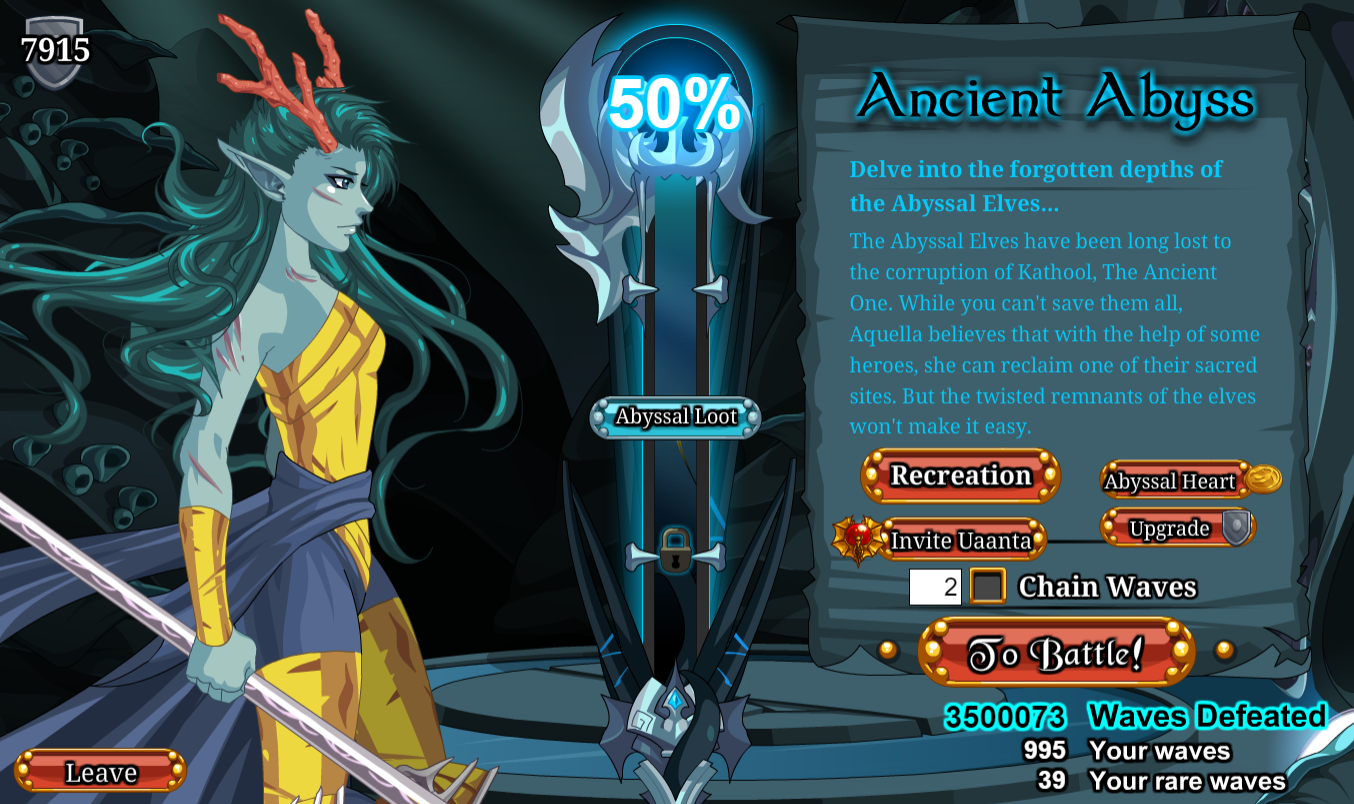 7915
50%
Abyssal Loot
Leave
Ancient Abyss
Delve into the forgotten depths of
the Abyssal Elves...
The Abyssal Elves have been long lost to
the corruption of Kathool, The Ancient
One. While you can't save them all,
Aquella believes that with the help of some
heroes, she can reclaim one of their sacred
sites. But the twisted remnants of the elves
won't make it easy.
Recreation
Abyssal Heart
Invite Uaanta
Upgrade
2 Chain Waves
To Battle!
3500073 Waves Defeated
995 Your waves
39 Your rare waves